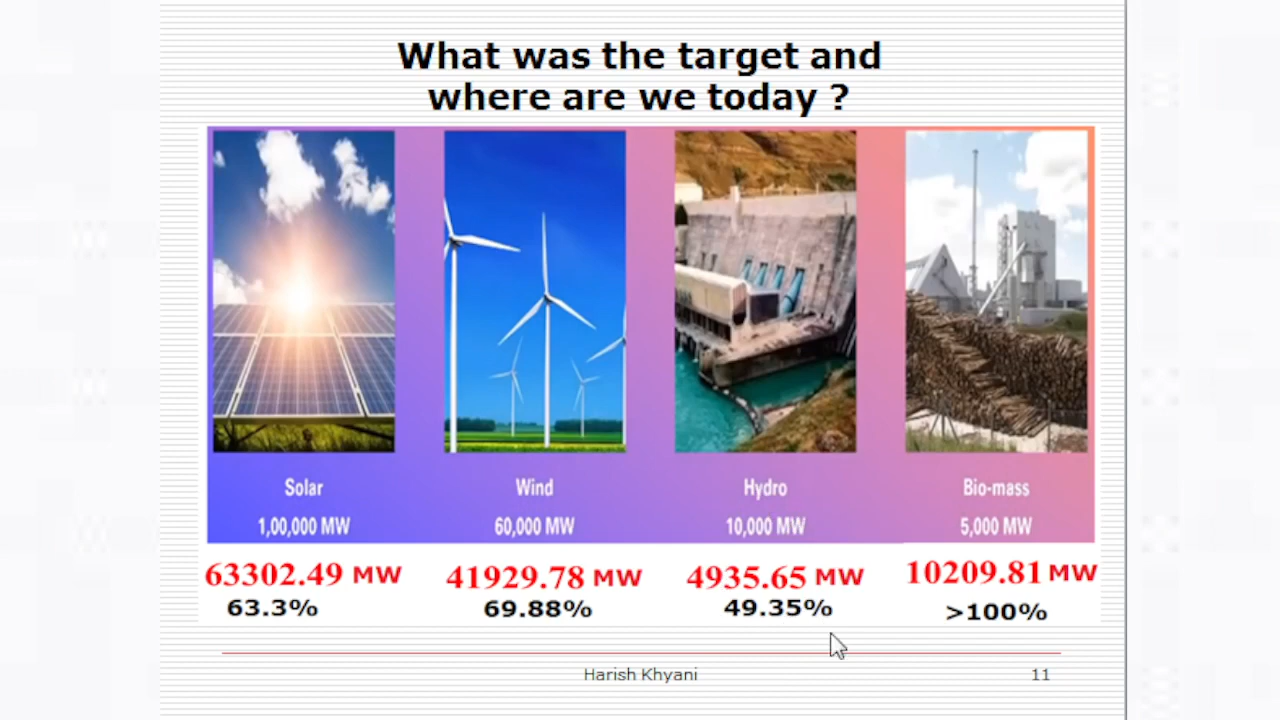 What was the target and
where are we today ?
Solar
1,00,000 MW
63302.49 MW
63.3%
Wind
60,000 MW
41929.78 MW
69.88%
Hydro
10,000 MW
4935.65 MW
49.35%
Bio-mass
5,000 MW
10209.81 MW
>100%
Harish Khyani
11